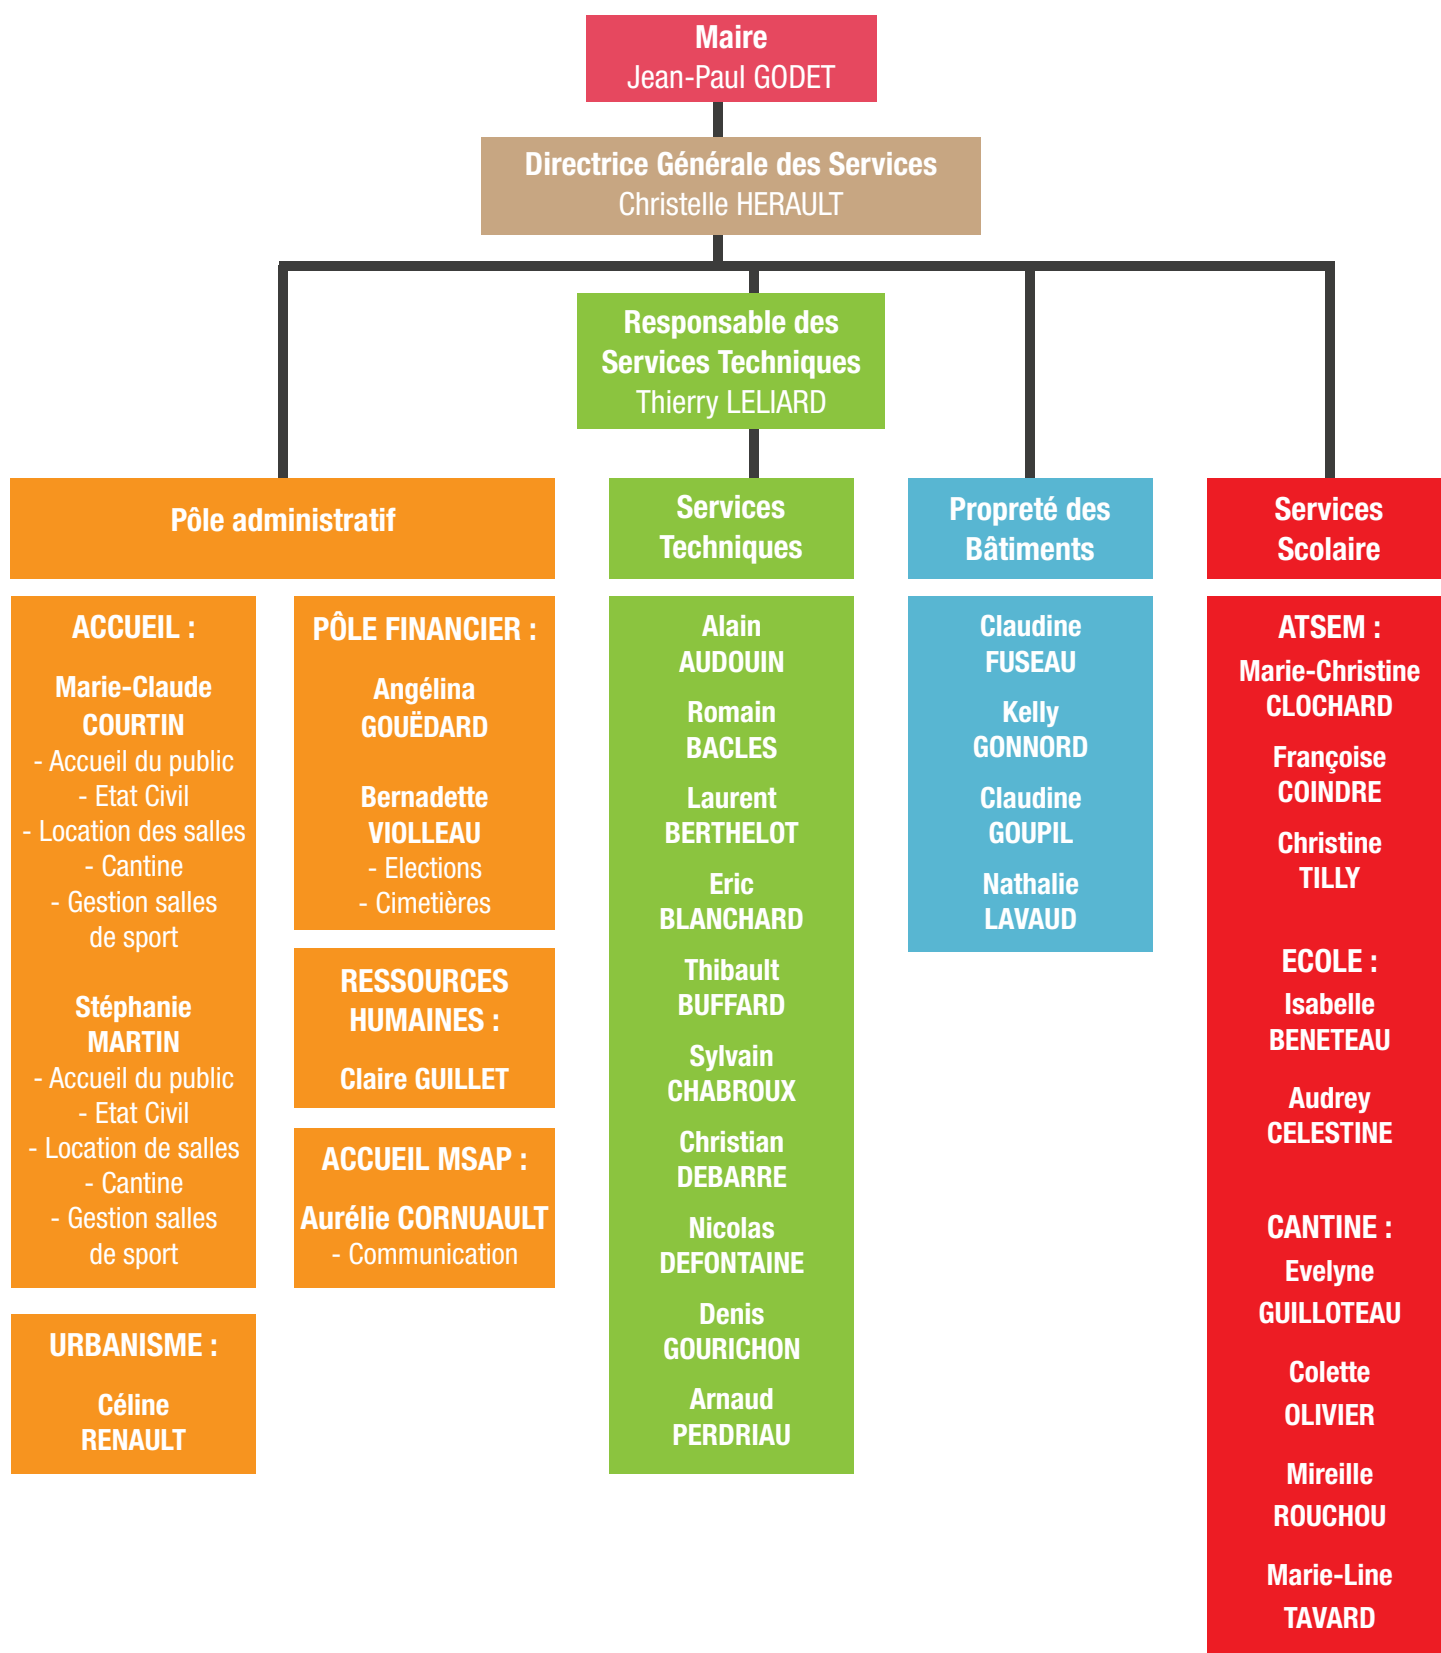 Maire
Jean-Paul GODET
Directrice Générale des Services
Christelle HERAULT
Responsable des
Services Techniques
Thierry LELIARD
Pôle administratif
ACCUEIL :
Marie-Claude
COURTIN
- Accueil du public
- Etat Civil
- Location des salles
- Cantine
- Gestion salles
de sport
Stéphanie
MARTIN
- Accueil du public
- Etat Civil
- Location de salles
- Cantine
- Gestion salles
de sport
URBANISME :
Céline
RENAULT
PÔLE FINANCIER :
Angélina
GOUËDARD
Bernadette
VIOLLEAU
- Elections
- Cimetières
RESSOURCES
HUMAINES :
Claire GUILLET
ACCUEIL MSAP :
Aurélie CORNUAULT
- Communication
Services
Techniques
Alain
AUDOUIN
Romain
BACLES
Laurent
BERTHELOT
Eric
BLANCHARD
Thibault
BUFFARD
Sylvain
CHABROUX
Christian
DEBARRE
Nicolas
DEFONTAINE
Denis
GOURICHON
Arnaud
PERDRIAU
Propreté des
Bâtiments
Claudine
FUSEAU
Kelly
GONNORD
Claudine
GOUPIL
Nathalie
LAVAUD
Services
Scolaire
ATSEM :
Marie-Christine
CLOCHARD
Françoise
COINDRE
Christine
TILLY
ECOLE :
Isabelle
BENETEAU
Audrey
CELESTINE
CANTINE :
Evelyne
GUILLOTEAU
Colette
OLIVIER
Mireille
ROUCHOU
Marie-Line
TAVARD